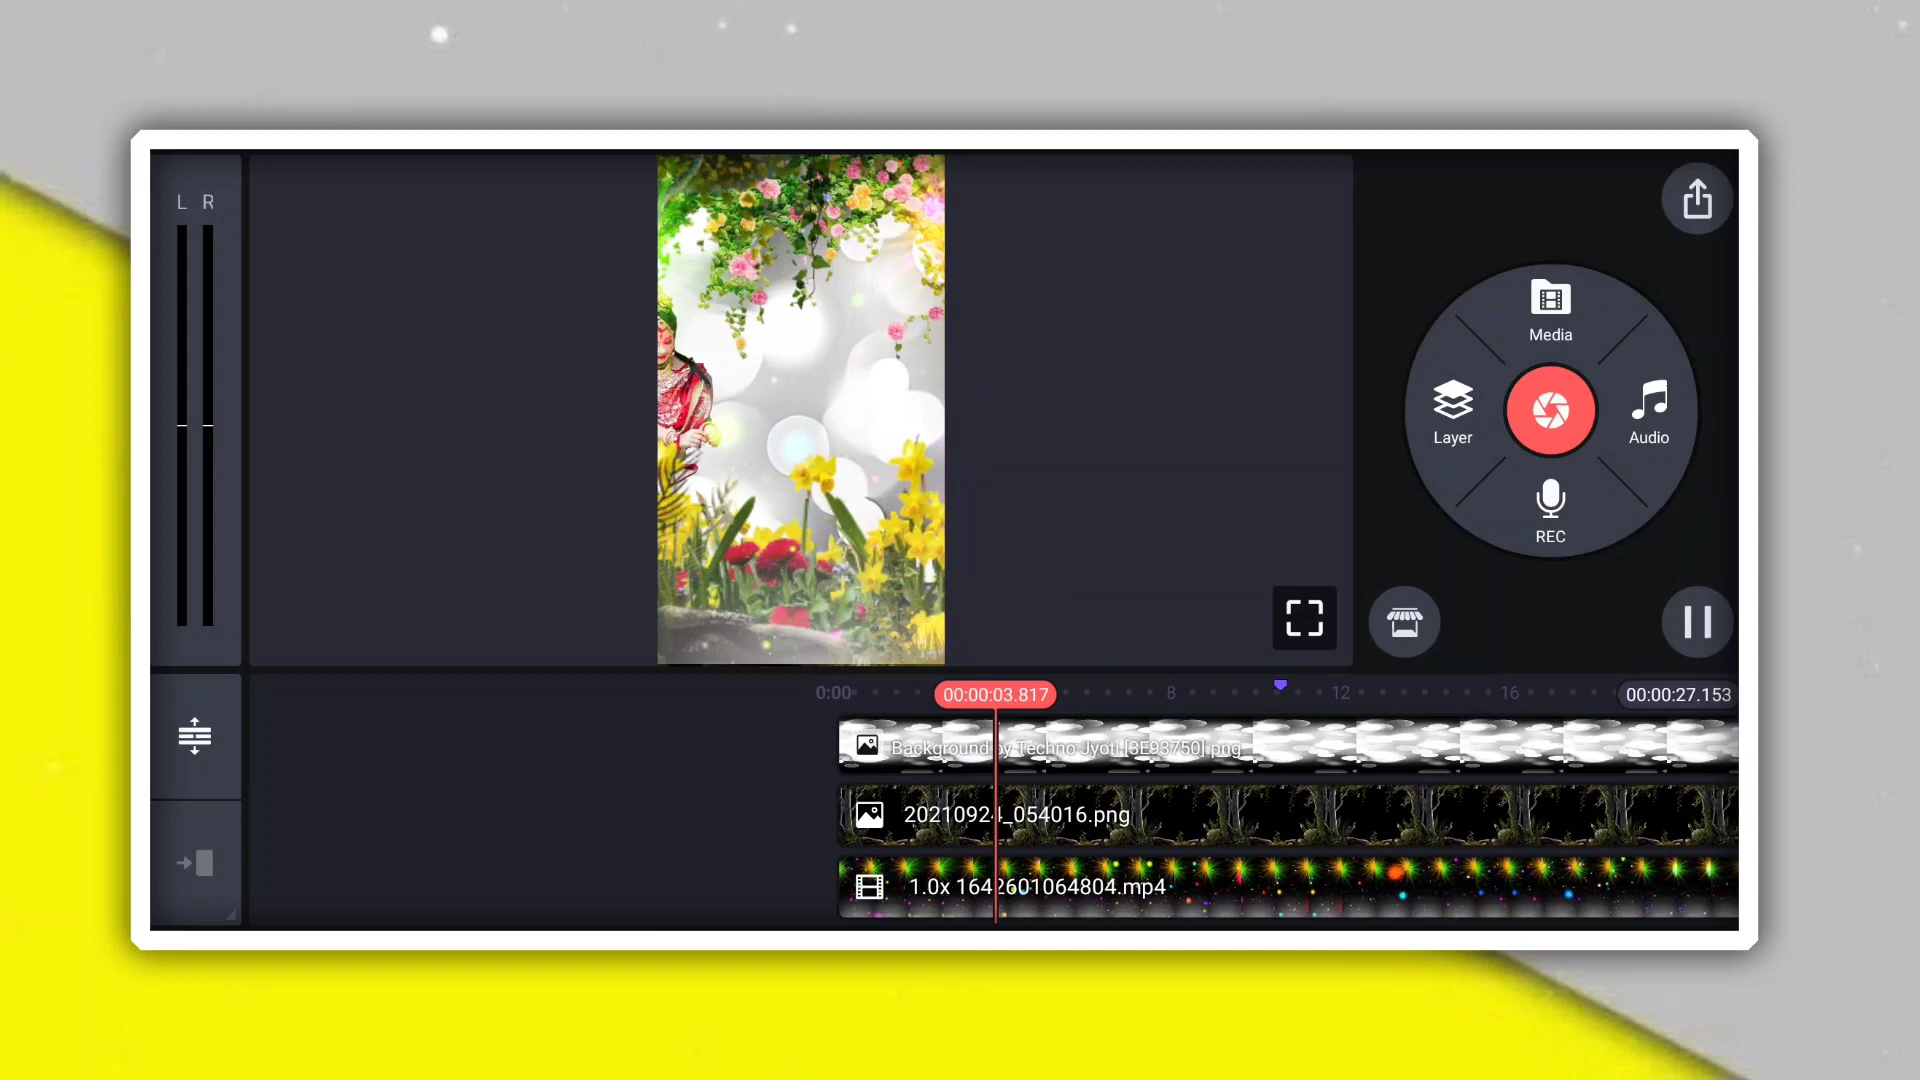 L R
Media
Layer
Audio
REC
0:00
00:00:03.817
8
12
16
00:00:27.153
Background by Techno Jyoti [3E93750].png
20210924_054016.png
1.0x 1642601064804.mp4